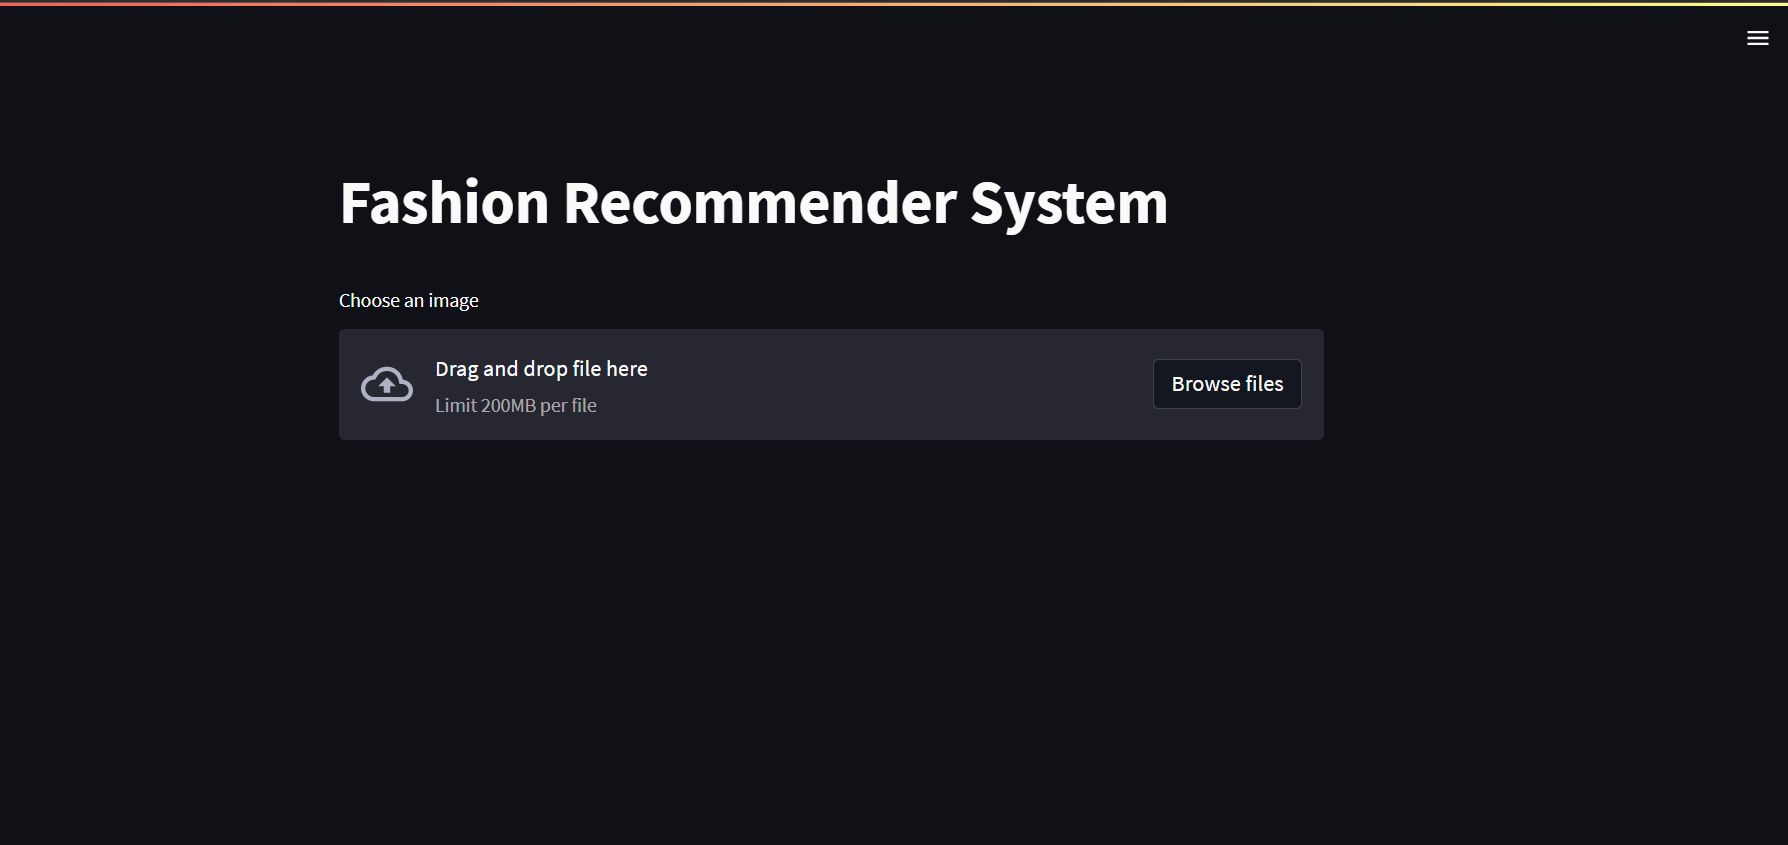 Fashion Recommender System
Choose an image
Drag and drop file here
Limit 200MB per file
Browse files